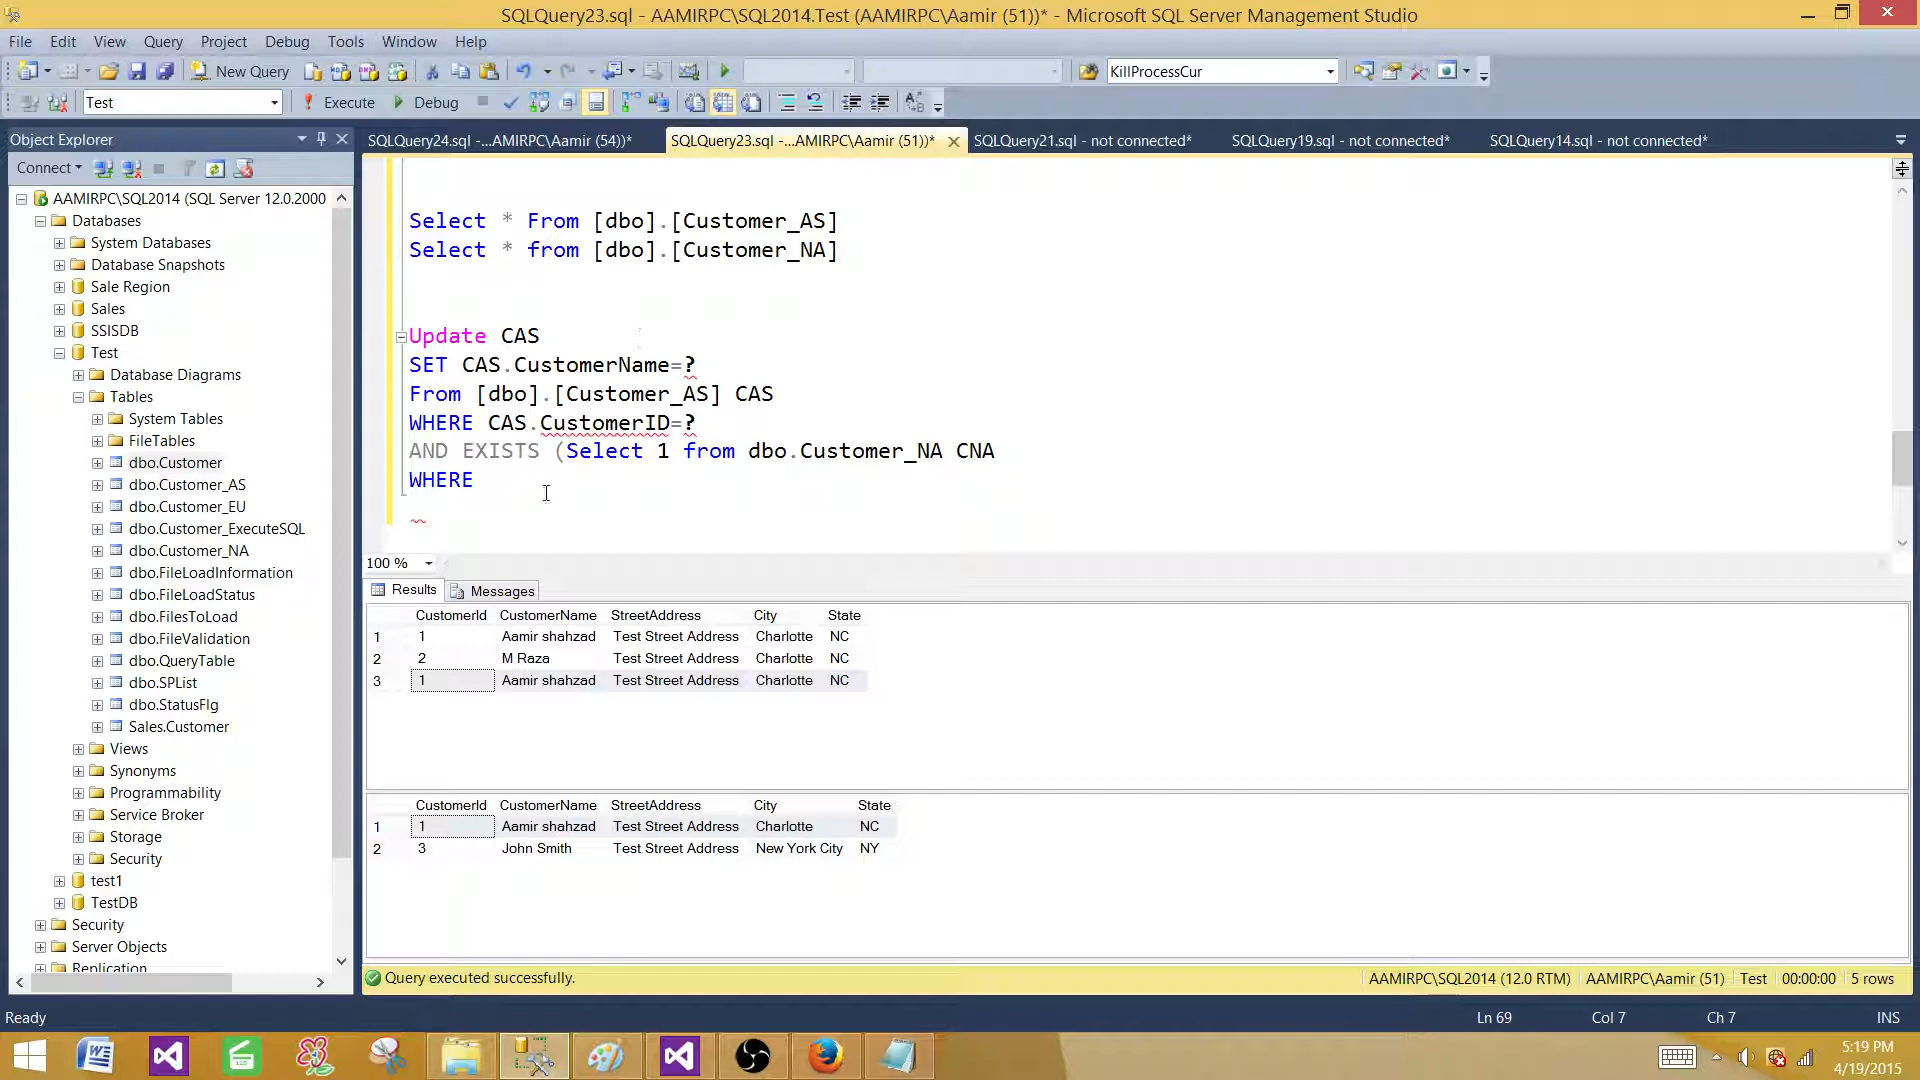 SQLQuery23.sql - AAMIRPC\SQL2014.Test (AAMIRPC\Aamir (51))* - Microsoft SQL Server Management Studio
File Edit View Query Project Debug Tools Window Help
New Query KillProcessCur
Test Execute Debug
Object Explorer
SQLQuery24.sql -...AMIRPC\Aamir (54))* SQLQuery23.sql -...AMIRPC\Aamir (51))* SQLQuery21.sql - not connected* SQLQuery19.sql - not connected* SQLQuery14.sql - not connected*
Connect
AAMIRPC\SQL2014 (SQL Server 12.0.2000
Databases
System Databases
Database Snapshots
Sale Region
Sales
SSISDB
Test
Database Diagrams
Tables
System Tables
FileTables
dbo.Customer
dbo.Customer_AS
dbo.Customer_EU
dbo.Customer_ExecuteSQL
dbo.Customer_NA
dbo.FileLoadInformation
dbo.FileLoadStatus
dbo.FilesToLoad
dbo.FileValidation
dbo.QueryTable
dbo.SPList
dbo.StatusFlg
Sales.Customer
Views
Synonyms
Programmability
Service Broker
Storage
Security
test1
TestDB
Security
Server Objects
Replication
Select * From [dbo].[Customer_AS]
Select * from [dbo].[Customer_NA]
Update CAS
SET CAS.CustomerName=?
From [dbo].[Customer_AS] CAS
WHERE CAS.CustomerID=?
AND EXISTS (Select 1 from dbo.Customer_NA CNA
WHERE
100 %
Results Messages
CustomerId CustomerName StreetAddress City State
1 1 Aamir shahzad Test Street Address Charlotte NC
2 2 M Raza Test Street Address Charlotte NC
3 1 Aamir shahzad Test Street Address Charlotte NC
CustomerId CustomerName StreetAddress City State
1 1 Aamir shahzad Test Street Address Charlotte NC
2 3 John Smith Test Street Address New York City NY
Query executed successfully. AAMIRPC\SQL2014 (12.0 RTM) AAMIRPC\Aamir (51) Test 00:00:00 5 rows
Ready Ln 69 Col 7 Ch 7 INS
5:19 PM
4/19/2015